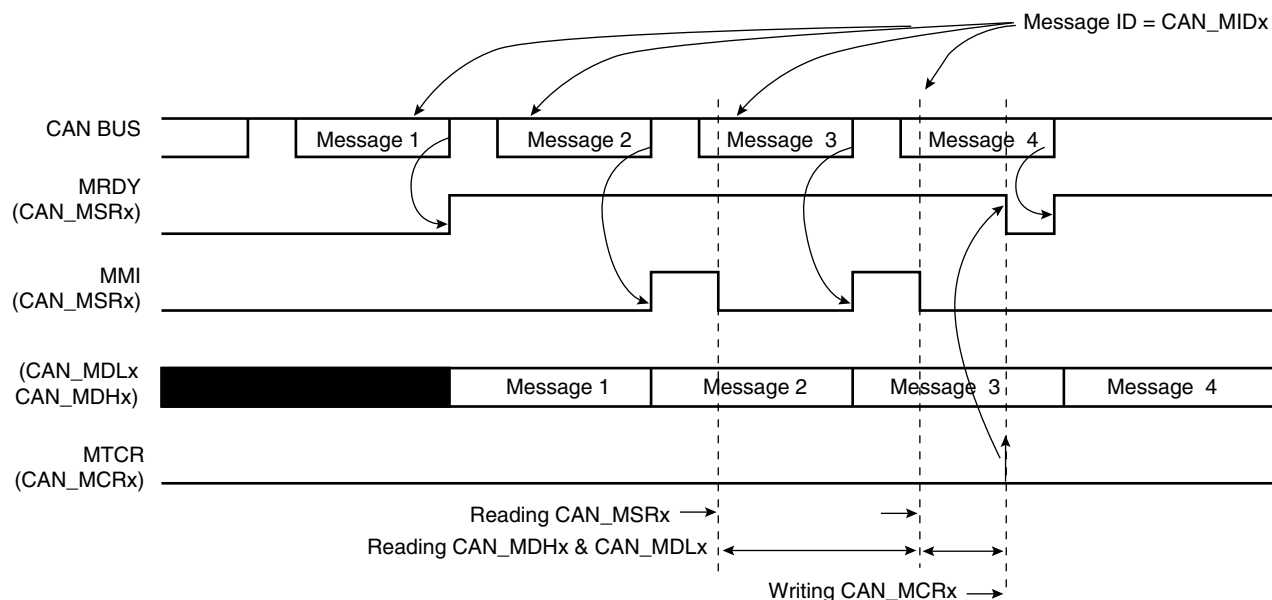 Message ID = CAN_MIDx
CAN BUS
Message 1
Message 2
Message 3
Message 4
MRDY
(CAN_MSRx)
MMI
(CAN_MSRx)
(CAN_MDLx
CAN_MDHx)
Message 1
Message 2
Message 3
Message 4
MTCR
(CAN_MCRx)
Reading CAN_MSRx
Reading CAN_MDHx & CAN_MDLx
Writing CAN_MCRx